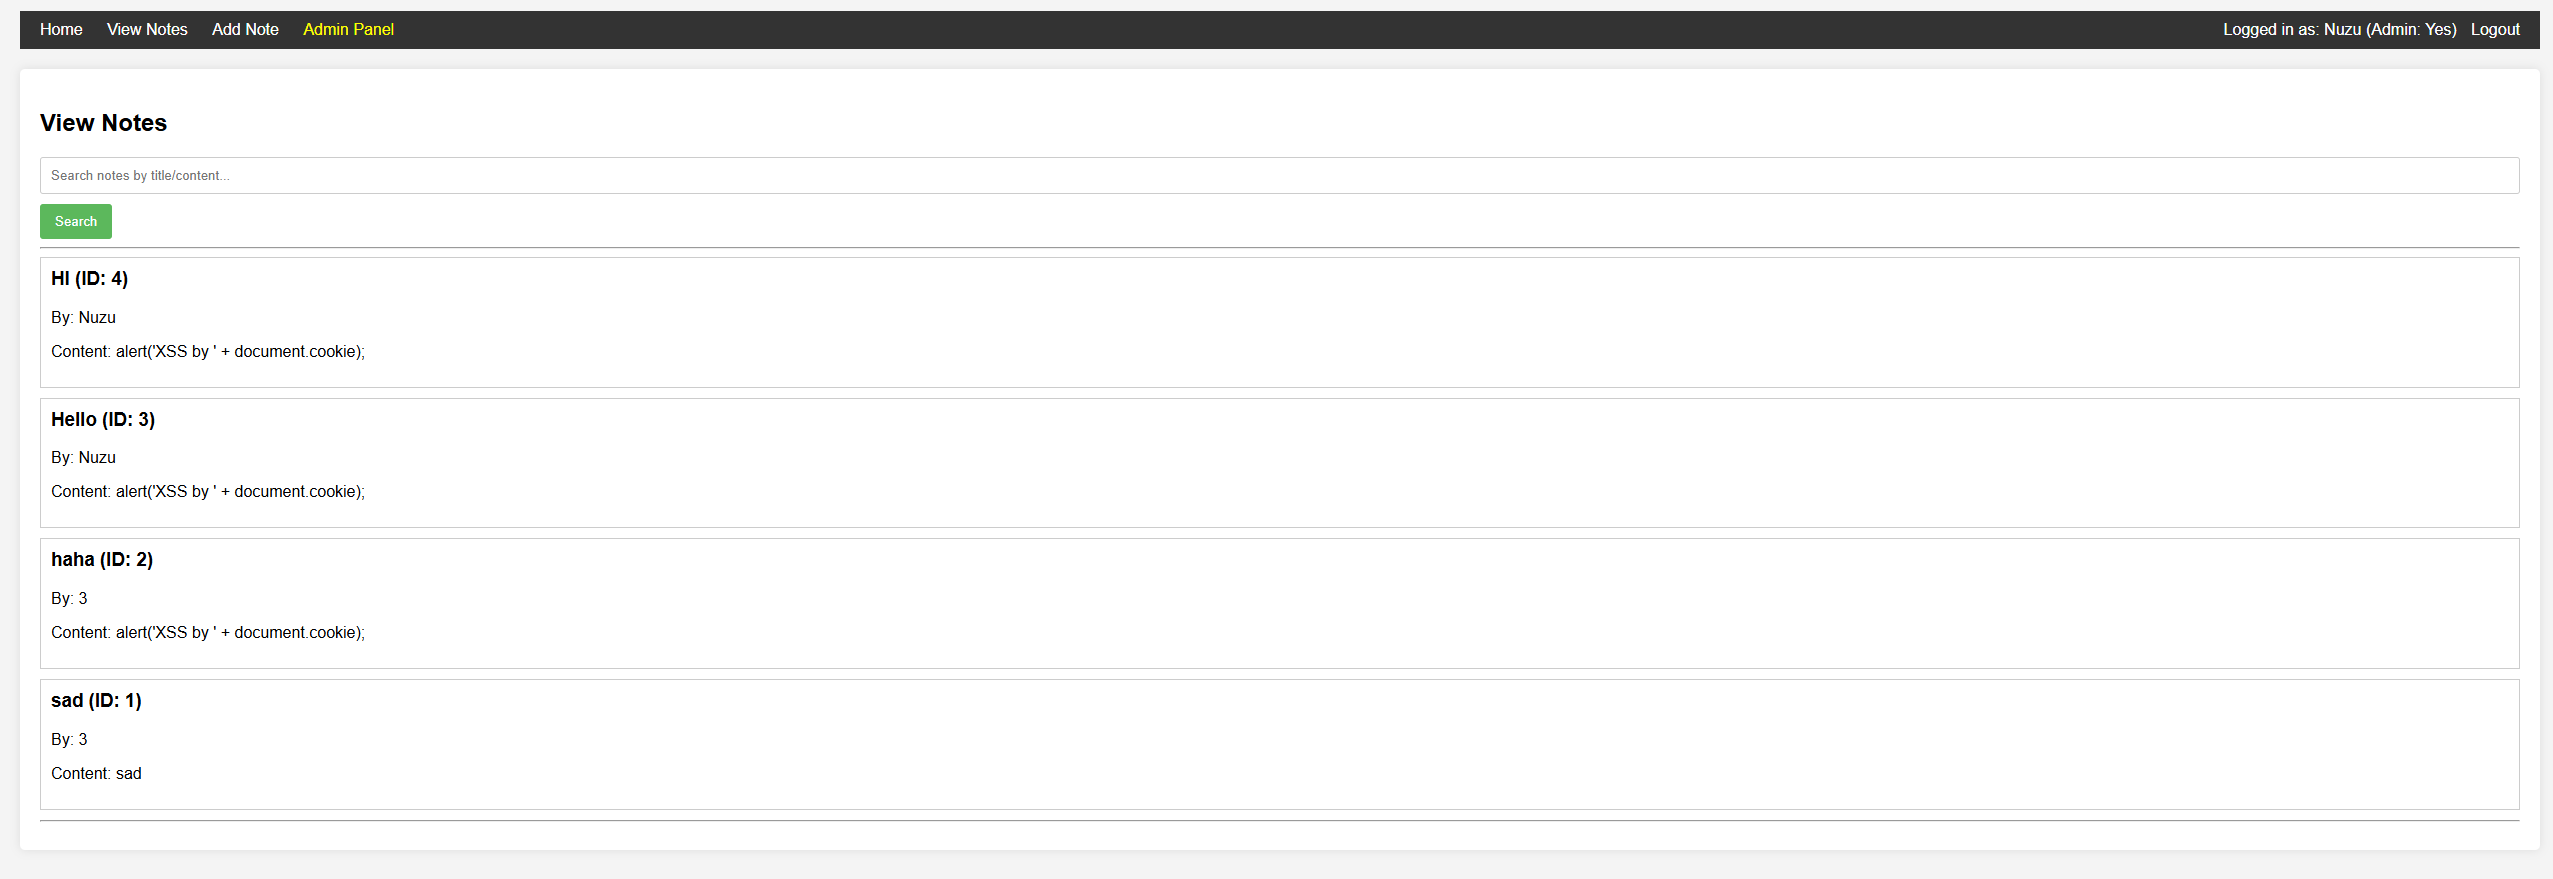 Home View Notes Add Note Admin Panel Logged in as: Nuzu (Admin: Yes) Logout
View Notes
Search notes by title/content...
Search
HI (ID: 4)
By: Nuzu
Content: alert('XSS by ' + document.cookie);
Hello (ID: 3)
By: Nuzu
Content: alert('XSS by ' + document.cookie);
haha (ID: 2)
By: 3
Content: alert('XSS by ' + document.cookie);
sad (ID: 1)
By: 3
Content: sad